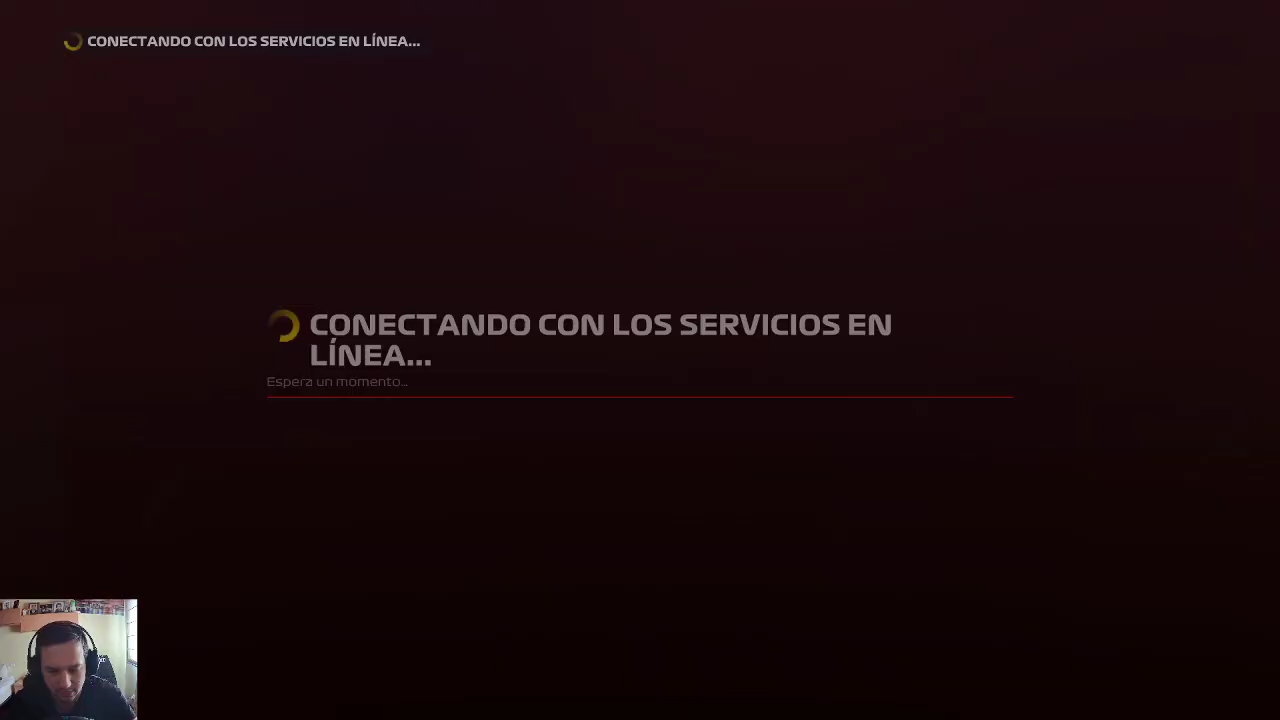 CONECTANDO CON LOS SERVICIOS EN LÍNEA...
CONECTANDO CON LOS SERVICIOS EN
LÍNEA...
Espera un momento...